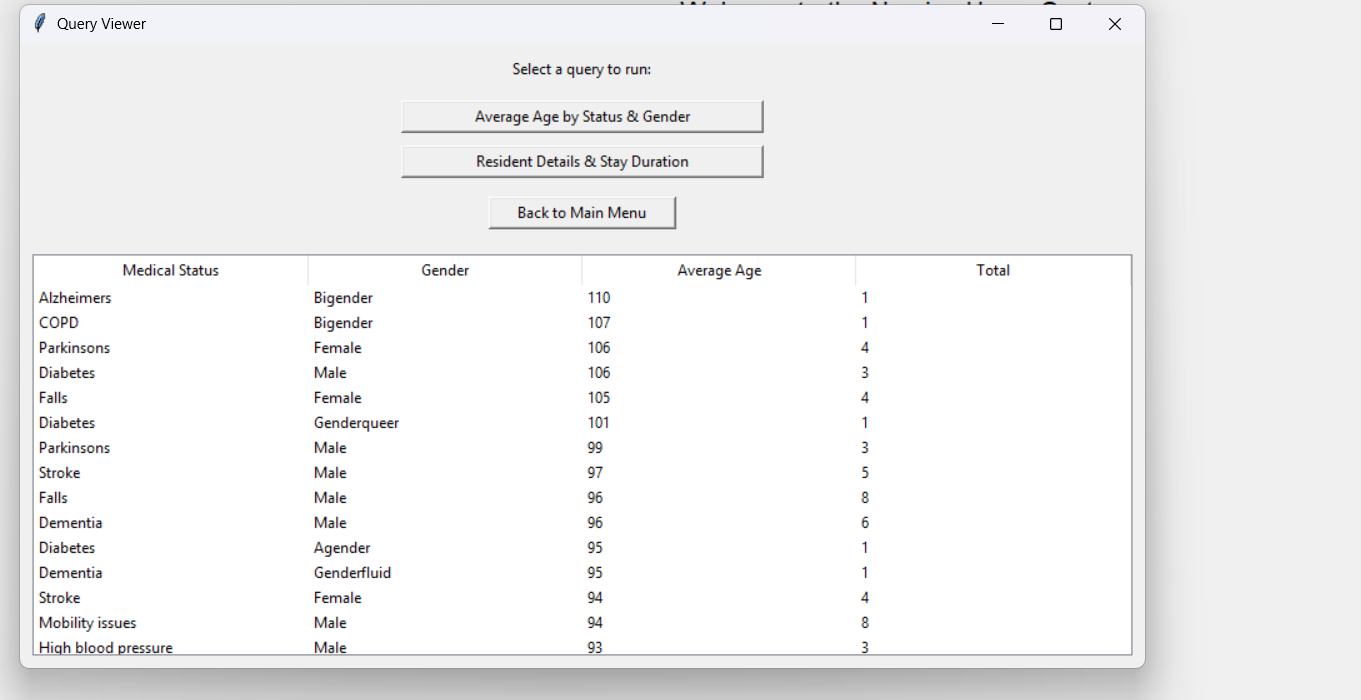 Query Viewer
Select a query to run:
Average Age by Status & Gender
Resident Details & Stay Duration
Back to Main Menu
Medical Status Gender Average Age Total
Alzheimers Bigender 110 1
COPD Bigender 107 1
Parkinsons Female 106 4
Diabetes Male 106 3
Falls Female 105 4
Diabetes Genderqueer 101 1
Parkinsons Male 99 3
Stroke Male 97 5
Falls Male 96 8
Dementia Male 96 6
Diabetes Agender 95 1
Dementia Genderfluid 95 1
Stroke Female 94 4
Mobility issues Male 94 8
High blood pressure Male 93 3